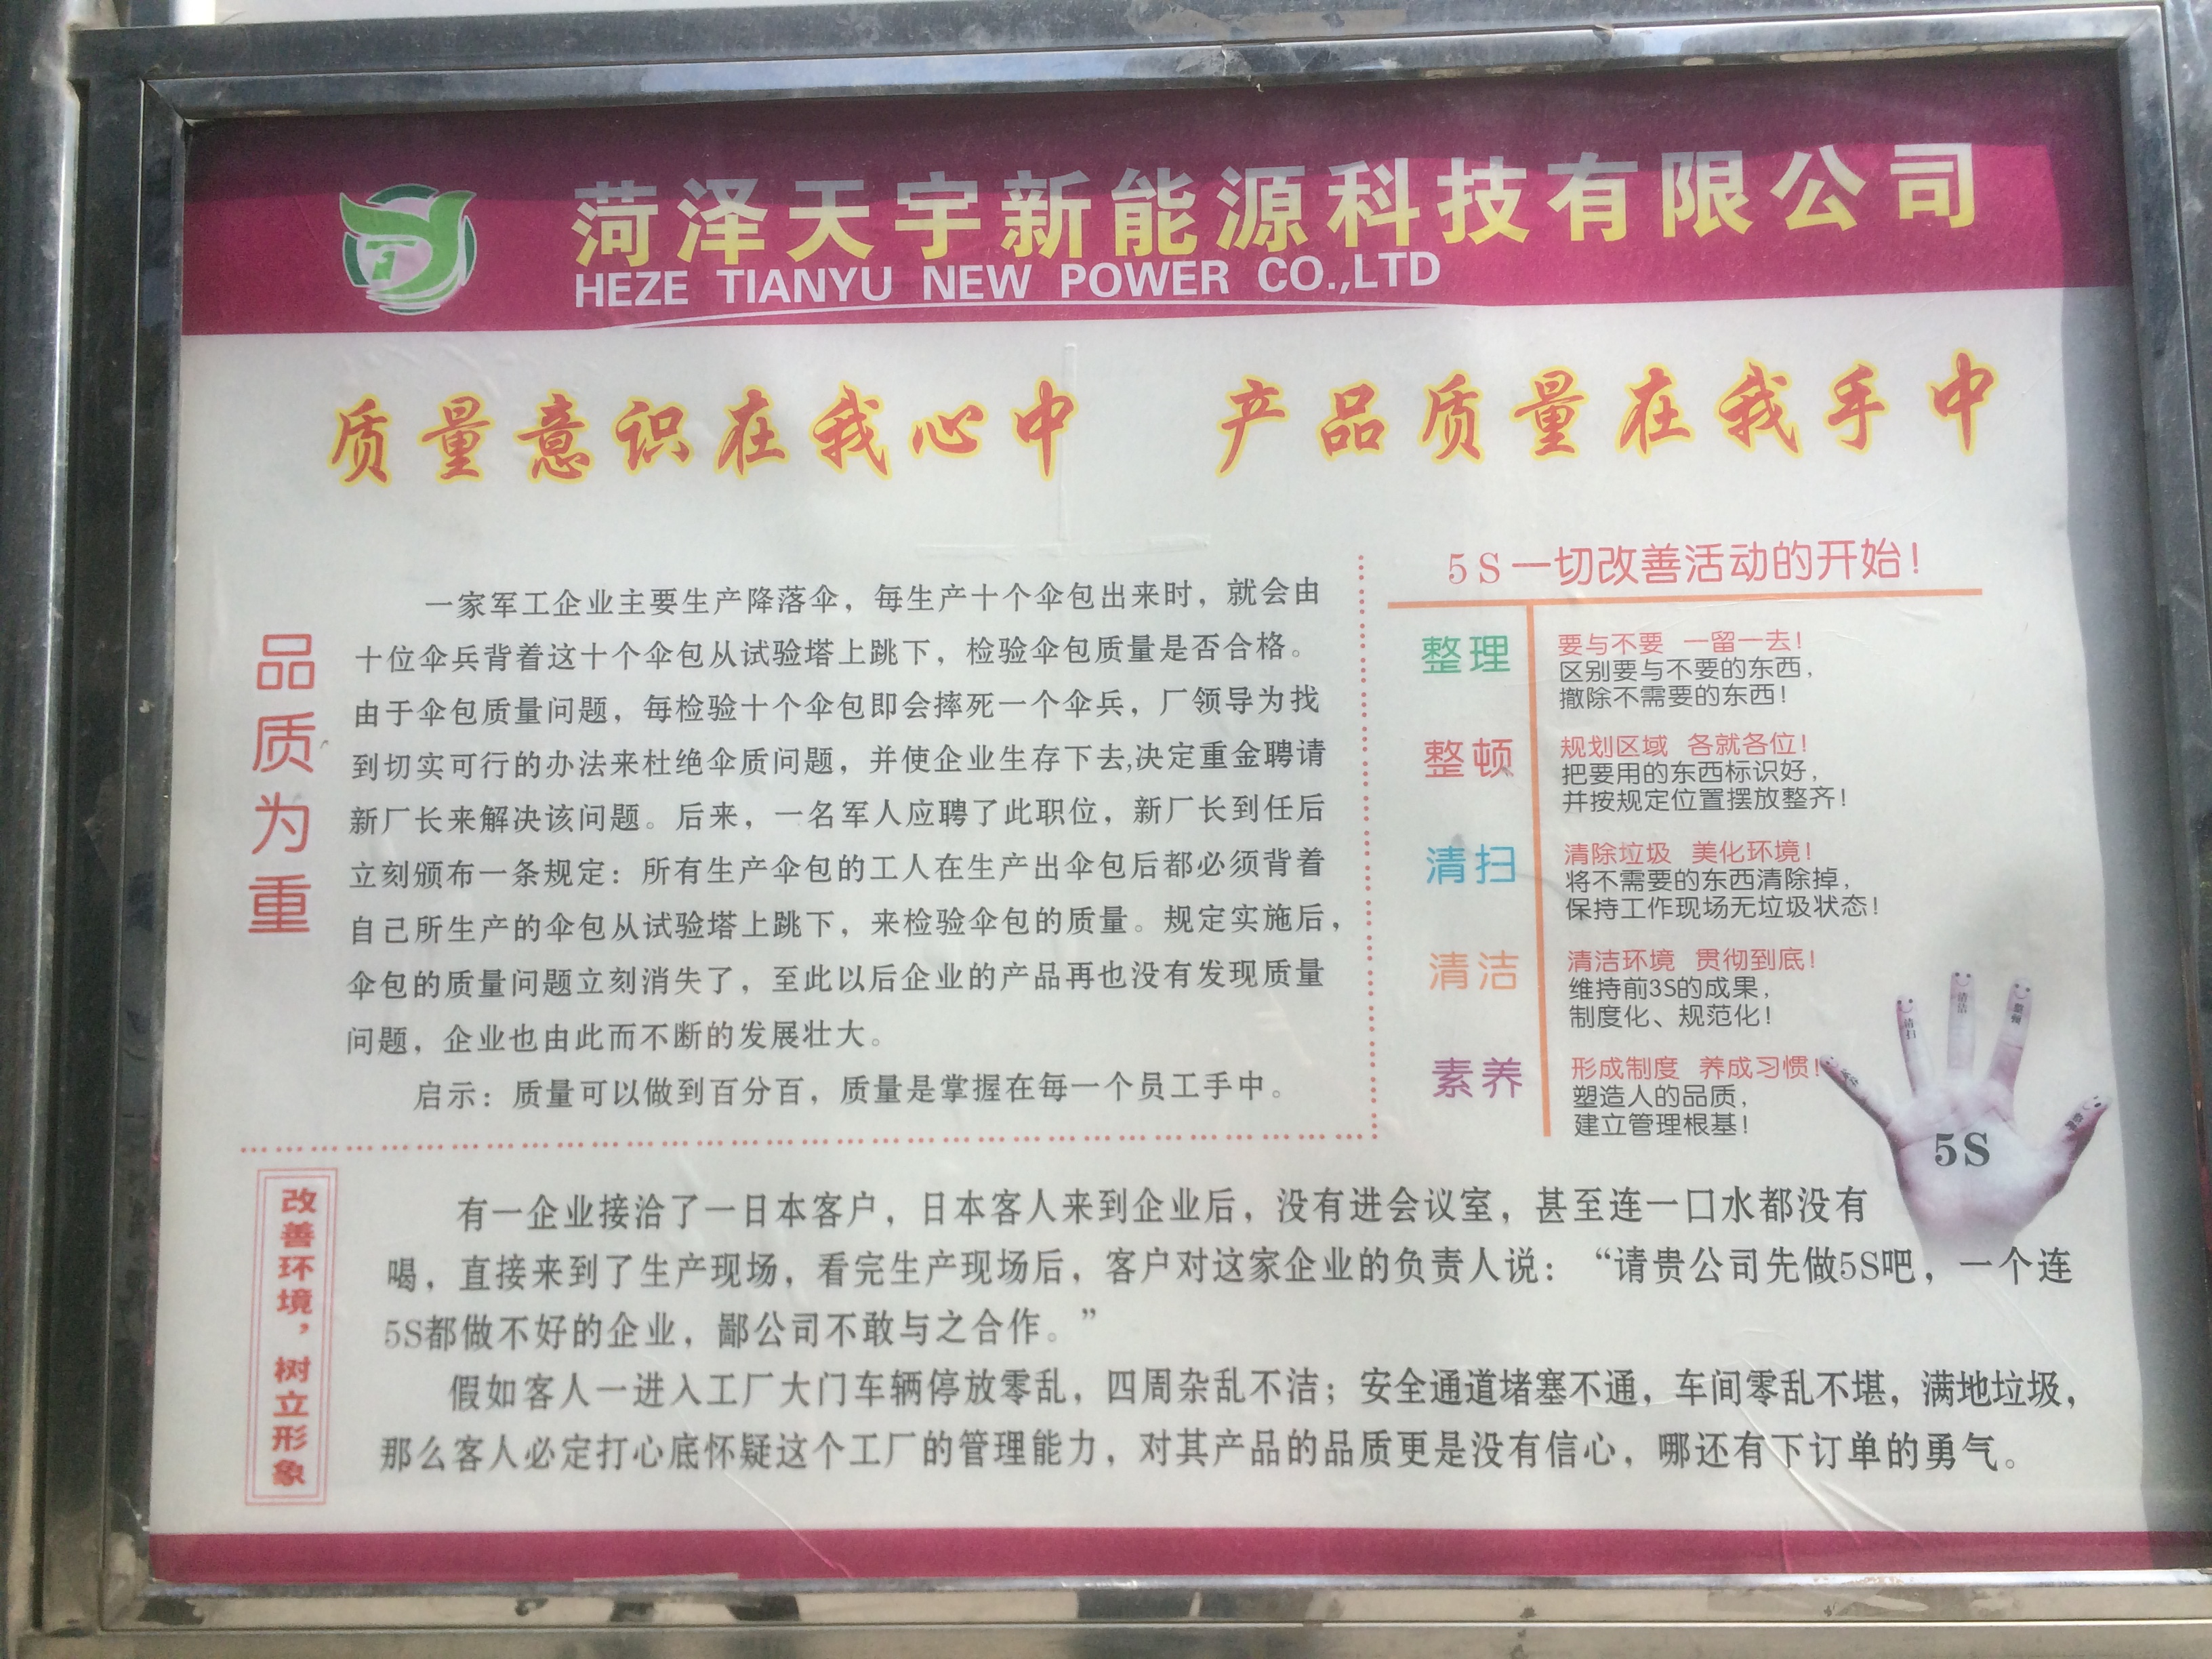 菏泽天宇新能源科技有限公司
HEZE TIANYU NEW POWER CO.,LTD
质量意识在我心中 产品质量在我手中
品质为重
一家军工企业主要生产降落伞，每生产十个伞包出来时，就会由
十位伞兵背着这十个伞包从试验塔上跳下，检验伞包质量是否合格。
由于伞包质量问题，每检验十个伞包即会摔死一个伞兵，厂领导为找
到切实可行的办法来杜绝伞质问题，并使企业生存下去,决定重金聘请
新厂长来解决该问题。后来，一名军人应聘了此职位，新厂长到任后
立刻颁布一条规定：所有生产伞包的工人在生产出伞包后都必须背着
自己所生产的伞包从试验塔上跳下，来检验伞包的质量。规定实施后，
伞包的质量问题立刻消失了，至此以后企业的产品再也没有发现质量
问题，企业也由此而不断的发展壮大。
启示：质量可以做到百分百，质量是掌握在每一个员工手中。
5S一切改善活动的开始！
整理
要与不要 一留一去！
区别要与不要的东西，
撤除不需要的东西！
整顿
规划区域 各就各位！
把要用的东西标识好，
并按规定位置摆放整齐！
清扫
清除垃圾 美化环境！
将不需要的东西清除掉，
保持工作现场无垃圾状态！
清洁
清洁环境 贯彻到底！
维持前3S的成果，
制度化、规范化！
素养
形成制度 养成习惯！
塑造人的品质，
建立管理根基！
清扫
清洁
5S
改善环境，树立形象
有一企业接洽了一日本客户，日本客人来到企业后，没有进会议室，甚至连一口水都没有
喝，直接来到了生产现场，看完生产现场后，客户对这家企业的负责人说：“请贵公司先做5S吧，一个连
5S都做不好的企业，鄙公司不敢与之合作。”
假如客人一进入工厂大门车辆停放零乱，四周杂乱不洁；安全通道堵塞不通，车间零乱不堪，满地垃圾，
那么客人必定打心底怀疑这个工厂的管理能力，对其产品的品质更是没有信心，哪还有下订单的勇气。